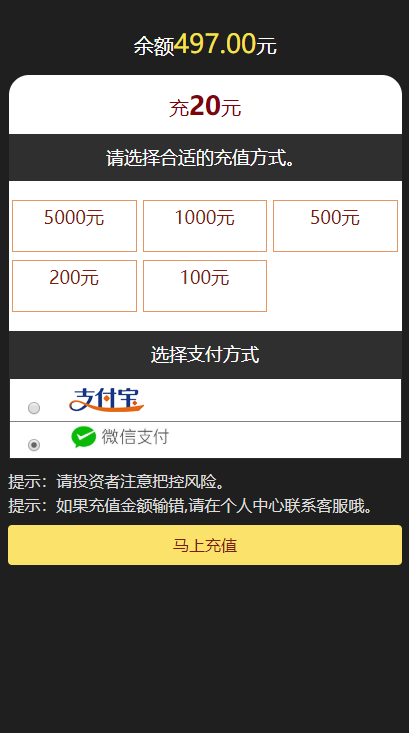 余额497.00元
充20元
请选择合适的充值方式。
5000元 1000元 500元
200元 100元
选择支付方式
支付宝
微信支付
提示：请投资者注意把控风险。
提示：如果充值金额输错,请在个人中心联系客服哦。
马上充值